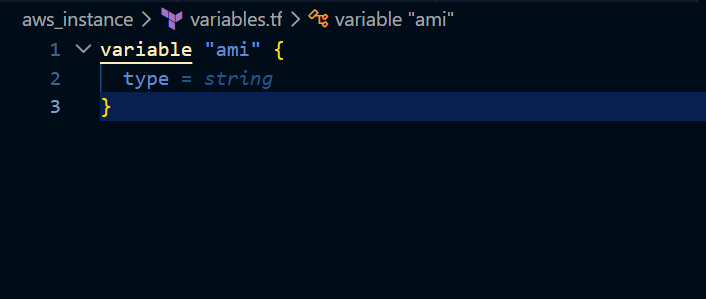 aws_instance > variables.tf > variable "ami"
1 variable "ami" {
2 type = string
3 }